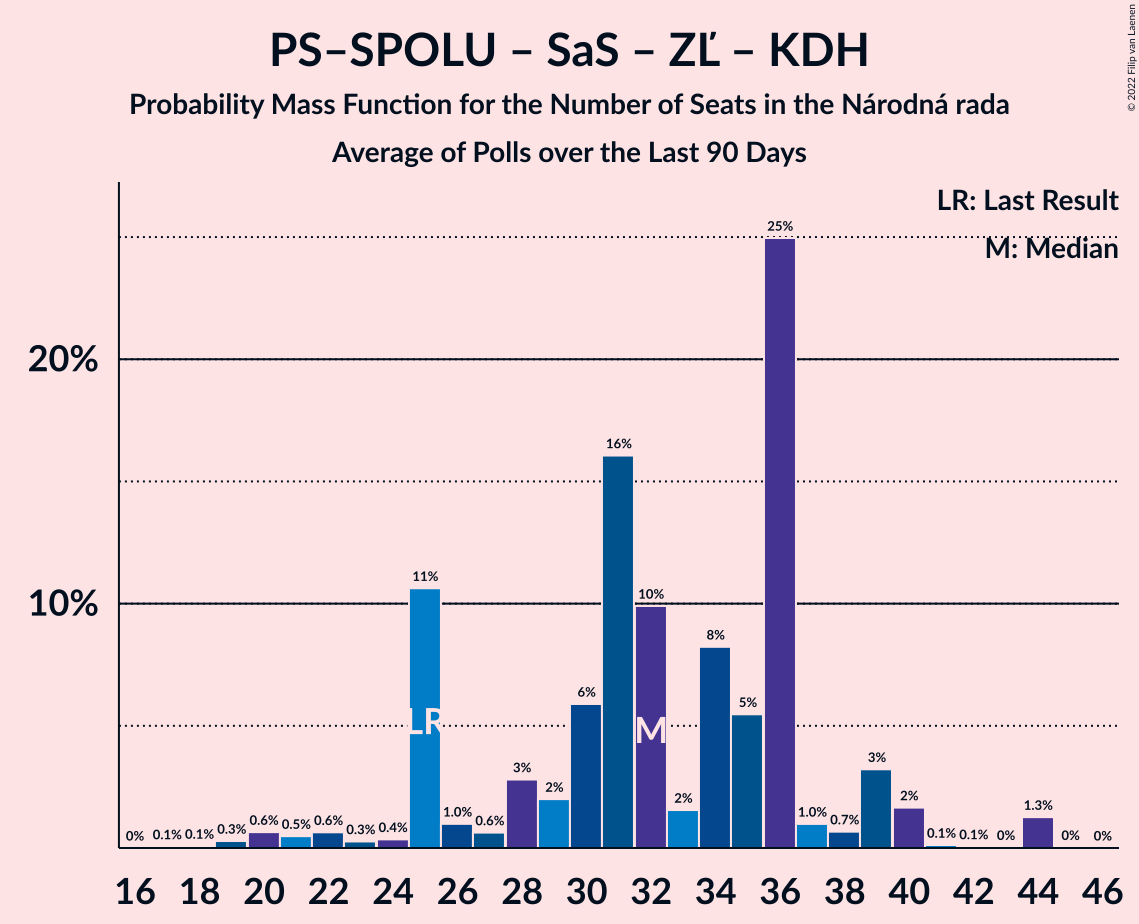 PS–SPOLU – SaS – ZĽ – KDH
Probability Mass Function for the Number of Seats in the Národná rada
Average of Polls over the Last 90 Days
© 2022 Filip van Laenen
LR: Last Result
M: Median
20%
10%
0% 0.1% 0.1% 0.3% 0.6% 0.5% 0.6% 0.3% 0.4% 11% 1.0% 0.6% 3% 2% 6% 16% 10% 2% 8% 5% 25% 1.0% 0.7% 3% 2% 0.1% 0.1% 0% 1.3% 0% 0%
LR M
16 18 20 22 24 26 28 30 32 34 36 38 40 42 44 46